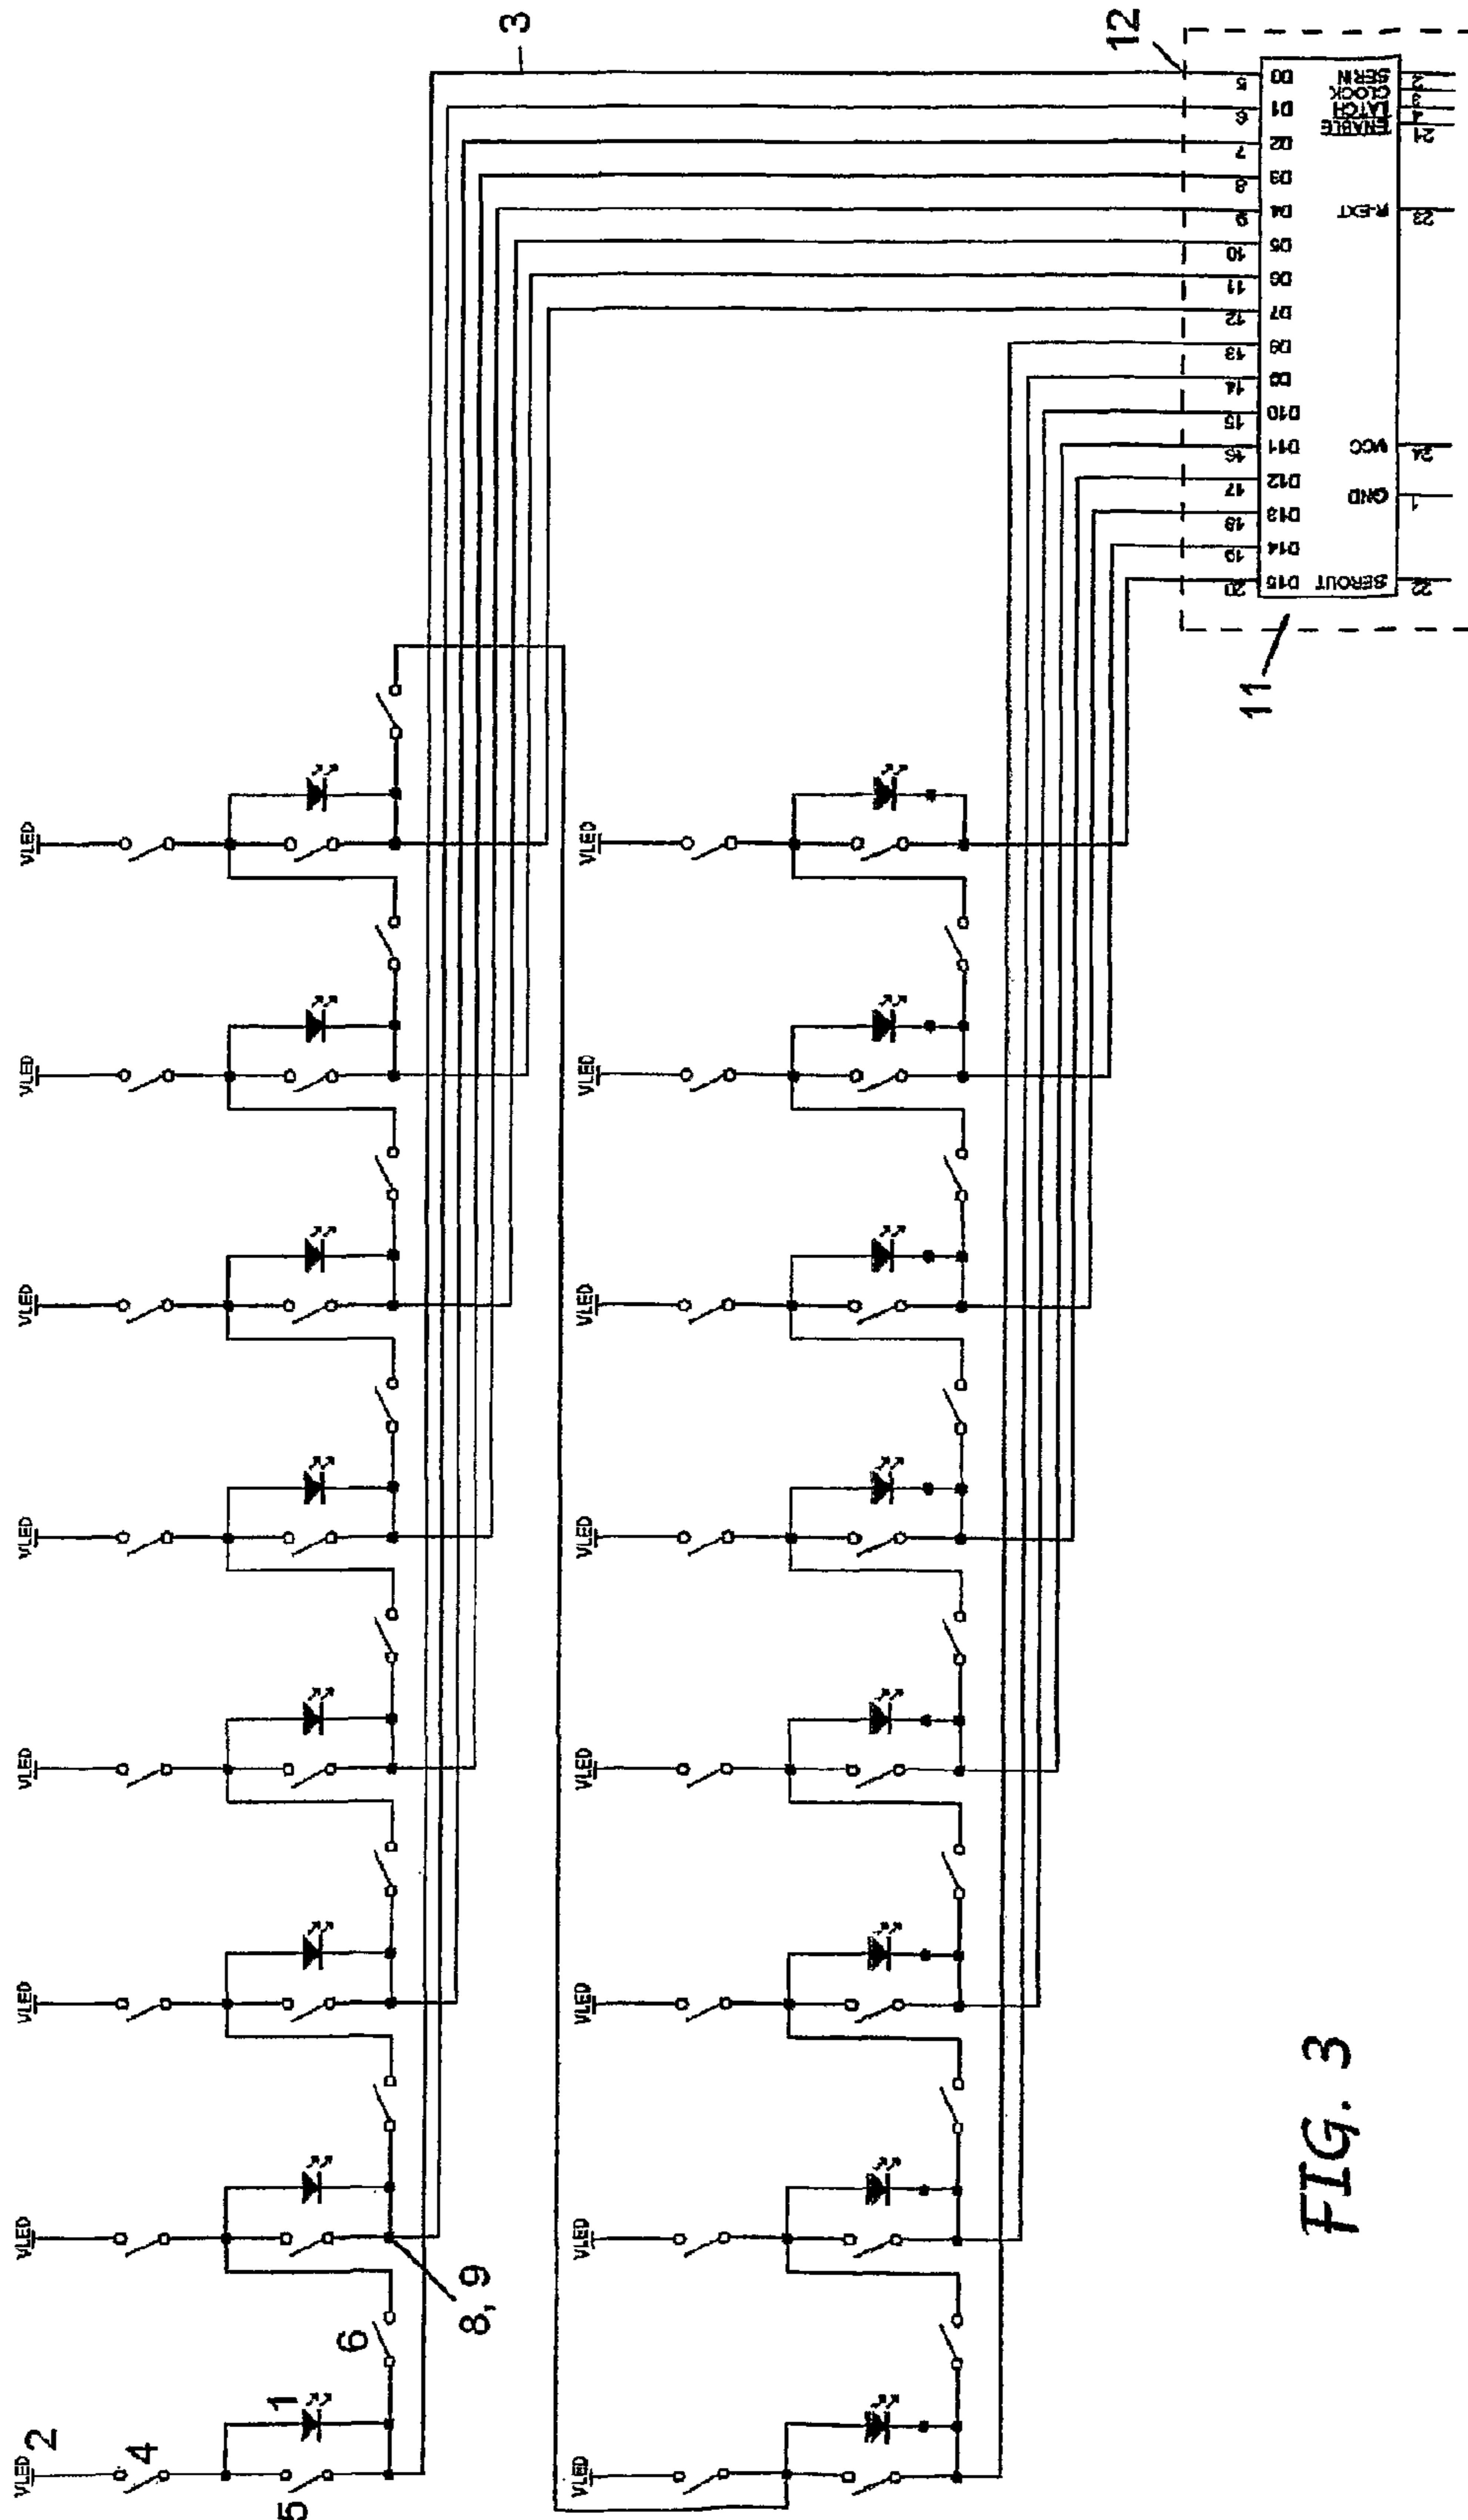 VLED VLED VLED VLED VLED VLED VLED VLED
2
4
1
5
6
8, 9
3
VLED VLED VLED VLED VLED VLED VLED VLED
12
5 6 7 8 9 10 11 12 13 14 15 16 17 18 19 20
D0 D1 D2 D3 D4 D5 D6 D7 D8 D9 D10 D11 D12 D13 D14 D15
SERIN CLOCK LATCH ENABLE R-EXT VCC GND SEROUT
2 3 4 21 23 24 1 22
11
FIG. 3